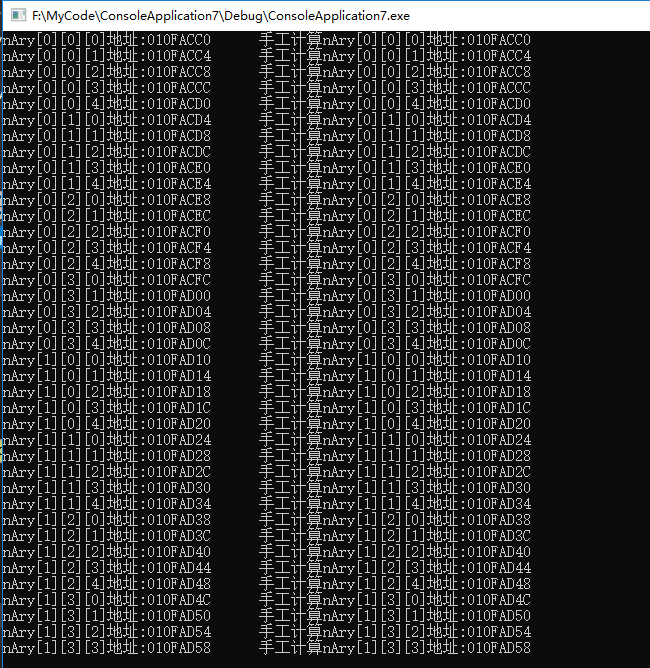 F:\MyCode\ConsoleApplication7\Debug\ConsoleApplication7.exe
nAry[0][0][0]地址:010FACC0 手工计算nAry[0][0][0]地址:010FACC0
nAry[0][0][1]地址:010FACC4 手工计算nAry[0][0][1]地址:010FACC4
nAry[0][0][2]地址:010FACC8 手工计算nAry[0][0][2]地址:010FACC8
nAry[0][0][3]地址:010FACCC 手工计算nAry[0][0][3]地址:010FACCC
nAry[0][0][4]地址:010FACD0 手工计算nAry[0][0][4]地址:010FACD0
nAry[0][1][0]地址:010FACD4 手工计算nAry[0][1][0]地址:010FACD4
nAry[0][1][1]地址:010FACD8 手工计算nAry[0][1][1]地址:010FACD8
nAry[0][1][2]地址:010FACDC 手工计算nAry[0][1][2]地址:010FACDC
nAry[0][1][3]地址:010FACE0 手工计算nAry[0][1][3]地址:010FACE0
nAry[0][1][4]地址:010FACE4 手工计算nAry[0][1][4]地址:010FACE4
nAry[0][2][0]地址:010FACE8 手工计算nAry[0][2][0]地址:010FACE8
nAry[0][2][1]地址:010FACEC 手工计算nAry[0][2][1]地址:010FACEC
nAry[0][2][2]地址:010FACF0 手工计算nAry[0][2][2]地址:010FACF0
nAry[0][2][3]地址:010FACF4 手工计算nAry[0][2][3]地址:010FACF4
nAry[0][2][4]地址:010FACF8 手工计算nAry[0][2][4]地址:010FACF8
nAry[0][3][0]地址:010FACFC 手工计算nAry[0][3][0]地址:010FACFC
nAry[0][3][1]地址:010FAD00 手工计算nAry[0][3][1]地址:010FAD00
nAry[0][3][2]地址:010FAD04 手工计算nAry[0][3][2]地址:010FAD04
nAry[0][3][3]地址:010FAD08 手工计算nAry[0][3][3]地址:010FAD08
nAry[0][3][4]地址:010FAD0C 手工计算nAry[0][3][4]地址:010FAD0C
nAry[1][0][0]地址:010FAD10 手工计算nAry[1][0][0]地址:010FAD10
nAry[1][0][1]地址:010FAD14 手工计算nAry[1][0][1]地址:010FAD14
nAry[1][0][2]地址:010FAD18 手工计算nAry[1][0][2]地址:010FAD18
nAry[1][0][3]地址:010FAD1C 手工计算nAry[1][0][3]地址:010FAD1C
nAry[1][0][4]地址:010FAD20 手工计算nAry[1][0][4]地址:010FAD20
nAry[1][1][0]地址:010FAD24 手工计算nAry[1][1][0]地址:010FAD24
nAry[1][1][1]地址:010FAD28 手工计算nAry[1][1][1]地址:010FAD28
nAry[1][1][2]地址:010FAD2C 手工计算nAry[1][1][2]地址:010FAD2C
nAry[1][1][3]地址:010FAD30 手工计算nAry[1][1][3]地址:010FAD30
nAry[1][1][4]地址:010FAD34 手工计算nAry[1][1][4]地址:010FAD34
nAry[1][2][0]地址:010FAD38 手工计算nAry[1][2][0]地址:010FAD38
nAry[1][2][1]地址:010FAD3C 手工计算nAry[1][2][1]地址:010FAD3C
nAry[1][2][2]地址:010FAD40 手工计算nAry[1][2][2]地址:010FAD40
nAry[1][2][3]地址:010FAD44 手工计算nAry[1][2][3]地址:010FAD44
nAry[1][2][4]地址:010FAD48 手工计算nAry[1][2][4]地址:010FAD48
nAry[1][3][0]地址:010FAD4C 手工计算nAry[1][3][0]地址:010FAD4C
nAry[1][3][1]地址:010FAD50 手工计算nAry[1][3][1]地址:010FAD50
nAry[1][3][2]地址:010FAD54 手工计算nAry[1][3][2]地址:010FAD54
nAry[1][3][3]地址:010FAD58 手工计算nAry[1][3][3]地址:010FAD58